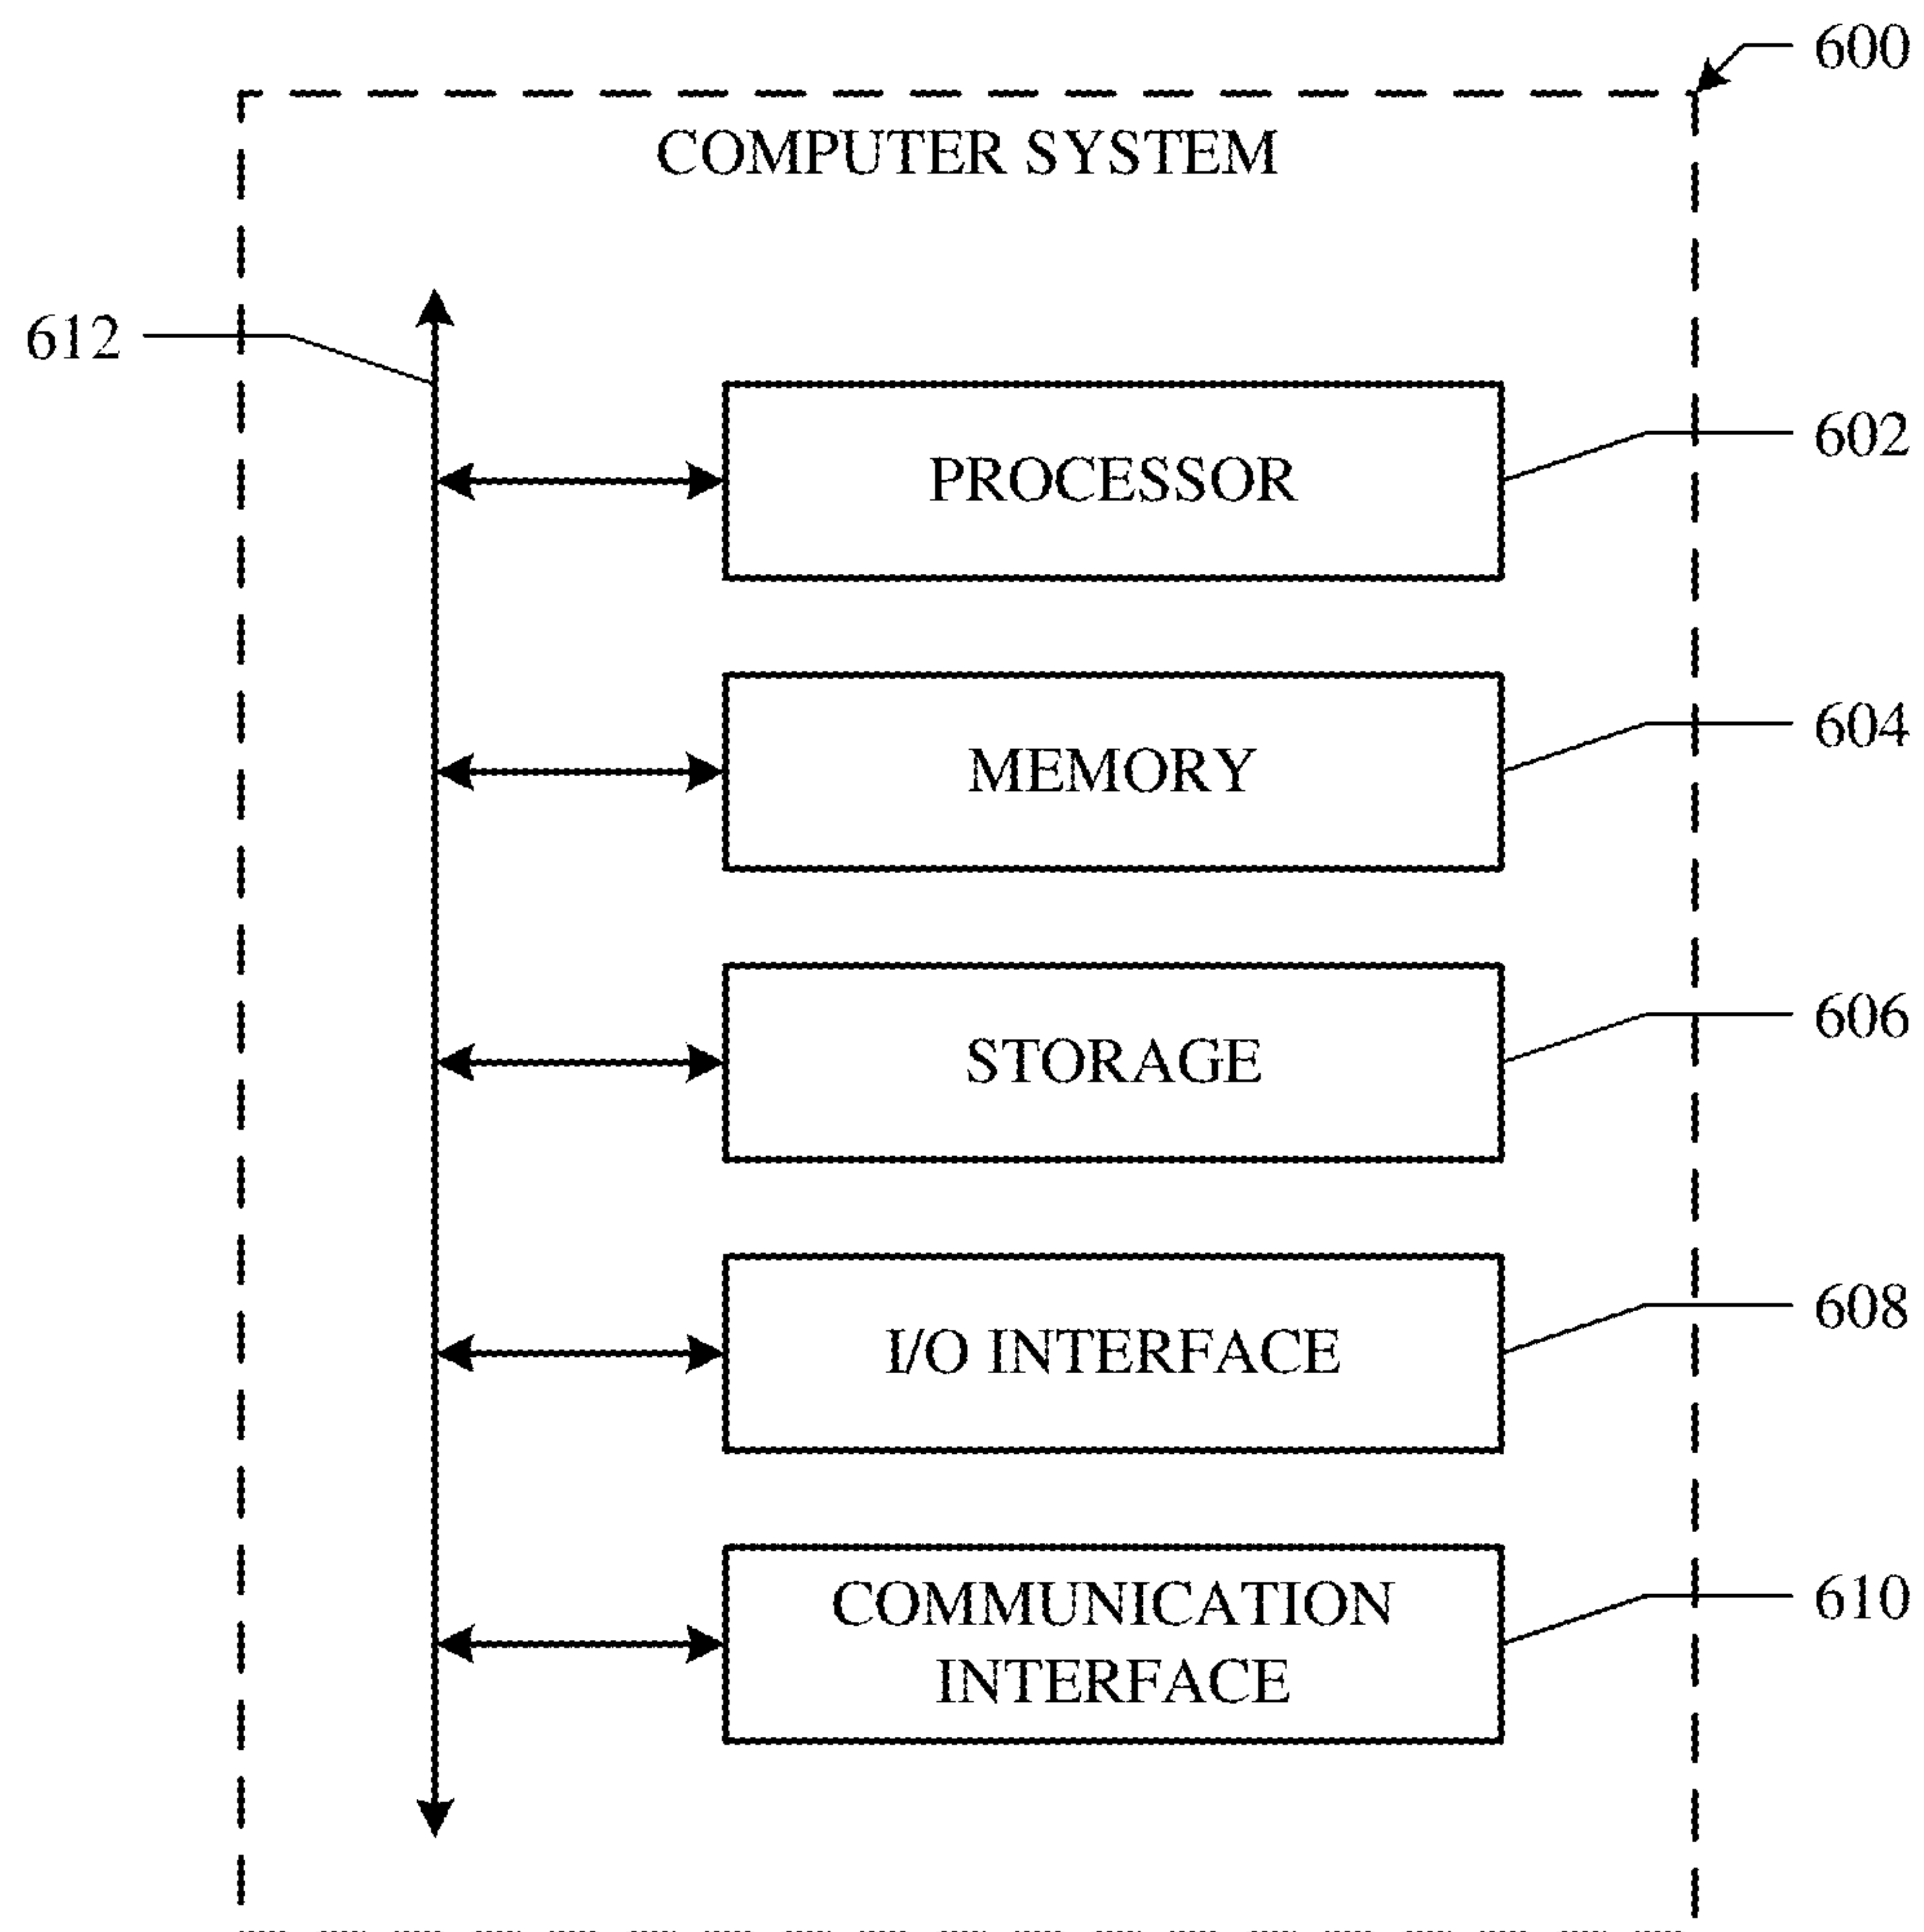 600
COMPUTER SYSTEM
612
602
PROCESSOR
604
MEMORY
606
STORAGE
608
I/O INTERFACE
610
COMMUNICATION
INTERFACE